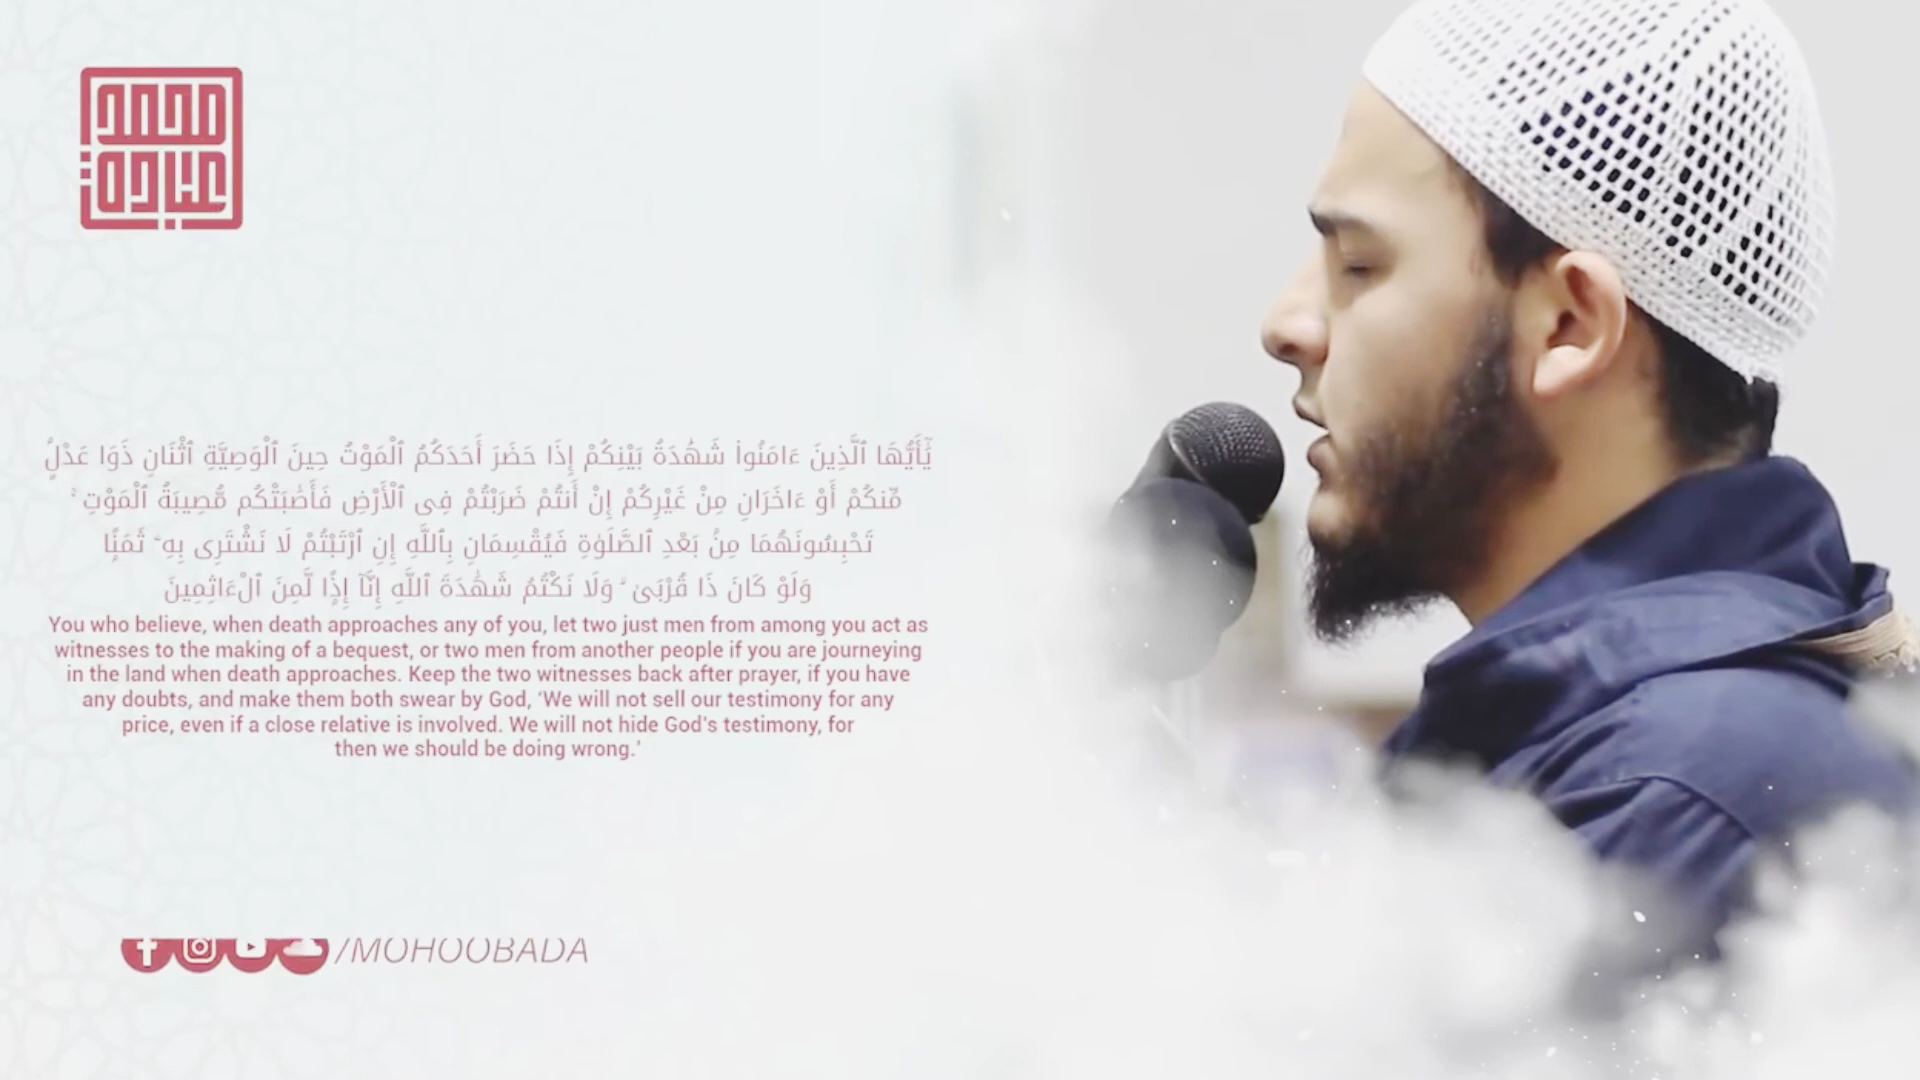 محمد
عبادة
يَٰٓأَيُّهَا ٱلَّذِينَ ءَامَنُوا۟ شَهَٰدَةُ بَيْنِكُمْ إِذَا حَضَرَ أَحَدَكُمُ ٱلْمَوْتُ حِينَ ٱلْوَصِيَّةِ ٱثْنَانِ ذَوَا عَدْلٍ
مِّنكُمْ أَوْ ءَاخَرَانِ مِنْ غَيْرِكُمْ إِنْ أَنتُمْ ضَرَبْتُمْ فِى ٱلْأَرْضِ فَأَصَٰبَتْكُم مُّصِيبَةُ ٱلْمَوْتِ ۚ
تَحْبِسُونَهُمَا مِنۢ بَعْدِ ٱلصَّلَوٰةِ فَيُقْسِمَانِ بِٱللَّهِ إِنِ ٱرْتَبْتُمْ لَا نَشْتَرِى بِهِۦ ثَمَنًا
وَلَوْ كَانَ ذَا قُرْبَىٰ ۙ وَلَا نَكْتُمُ شَهَٰدَةَ ٱللَّهِ إِنَّآ إِذًا لَّمِنَ ٱلْءَاثِمِينَ
You who believe, when death approaches any of you, let two just men from among you act as
witnesses to the making of a bequest, or two men from another people if you are journeying
in the land when death approaches. Keep the two witnesses back after prayer, if you have
any doubts, and make them both swear by God, ‘We will not sell our testimony for any
price, even if a close relative is involved. We will not hide God’s testimony, for
then we should be doing wrong.’
/MOHOOBADA